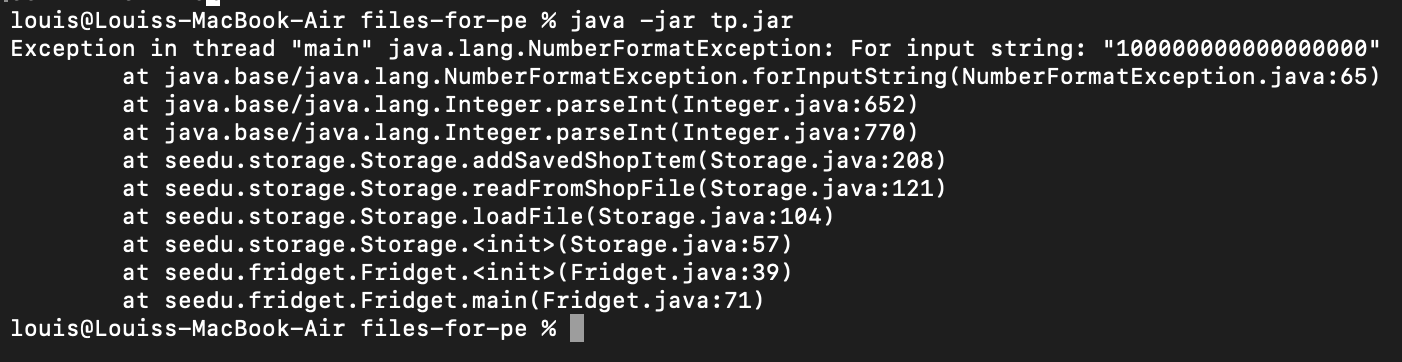 louis@Louiss-MacBook-Air files-for-pe % java -jar tp.jar
Exception in thread "main" java.lang.NumberFormatException: For input string: "100000000000000000"
at java.base/java.lang.NumberFormatException.forInputString(NumberFormatException.java:65)
at java.base/java.lang.Integer.parseInt(Integer.java:652)
at java.base/java.lang.Integer.parseInt(Integer.java:770)
at seedu.storage.Storage.addSavedShopItem(Storage.java:208)
at seedu.storage.Storage.readFromShopFile(Storage.java:121)
at seedu.storage.Storage.loadFile(Storage.java:104)
at seedu.storage.Storage.<init>(Storage.java:57)
at seedu.fridget.Fridget.<init>(Fridget.java:39)
at seedu.fridget.Fridget.main(Fridget.java:71)
louis@Louiss-MacBook-Air files-for-pe %